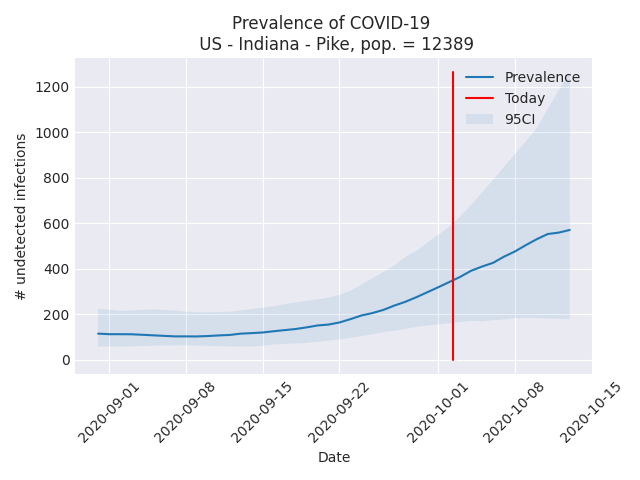 Prevalence of COVID-19
US - Indiana - Pike, pop. = 12389
Prevalence
Today
95CI
1200
1000
800
600
400
200
0
# undetected infections
2020-09-01
2020-09-08
2020-09-15
2020-09-22
2020-10-01
2020-10-08
2020-10-15
Date